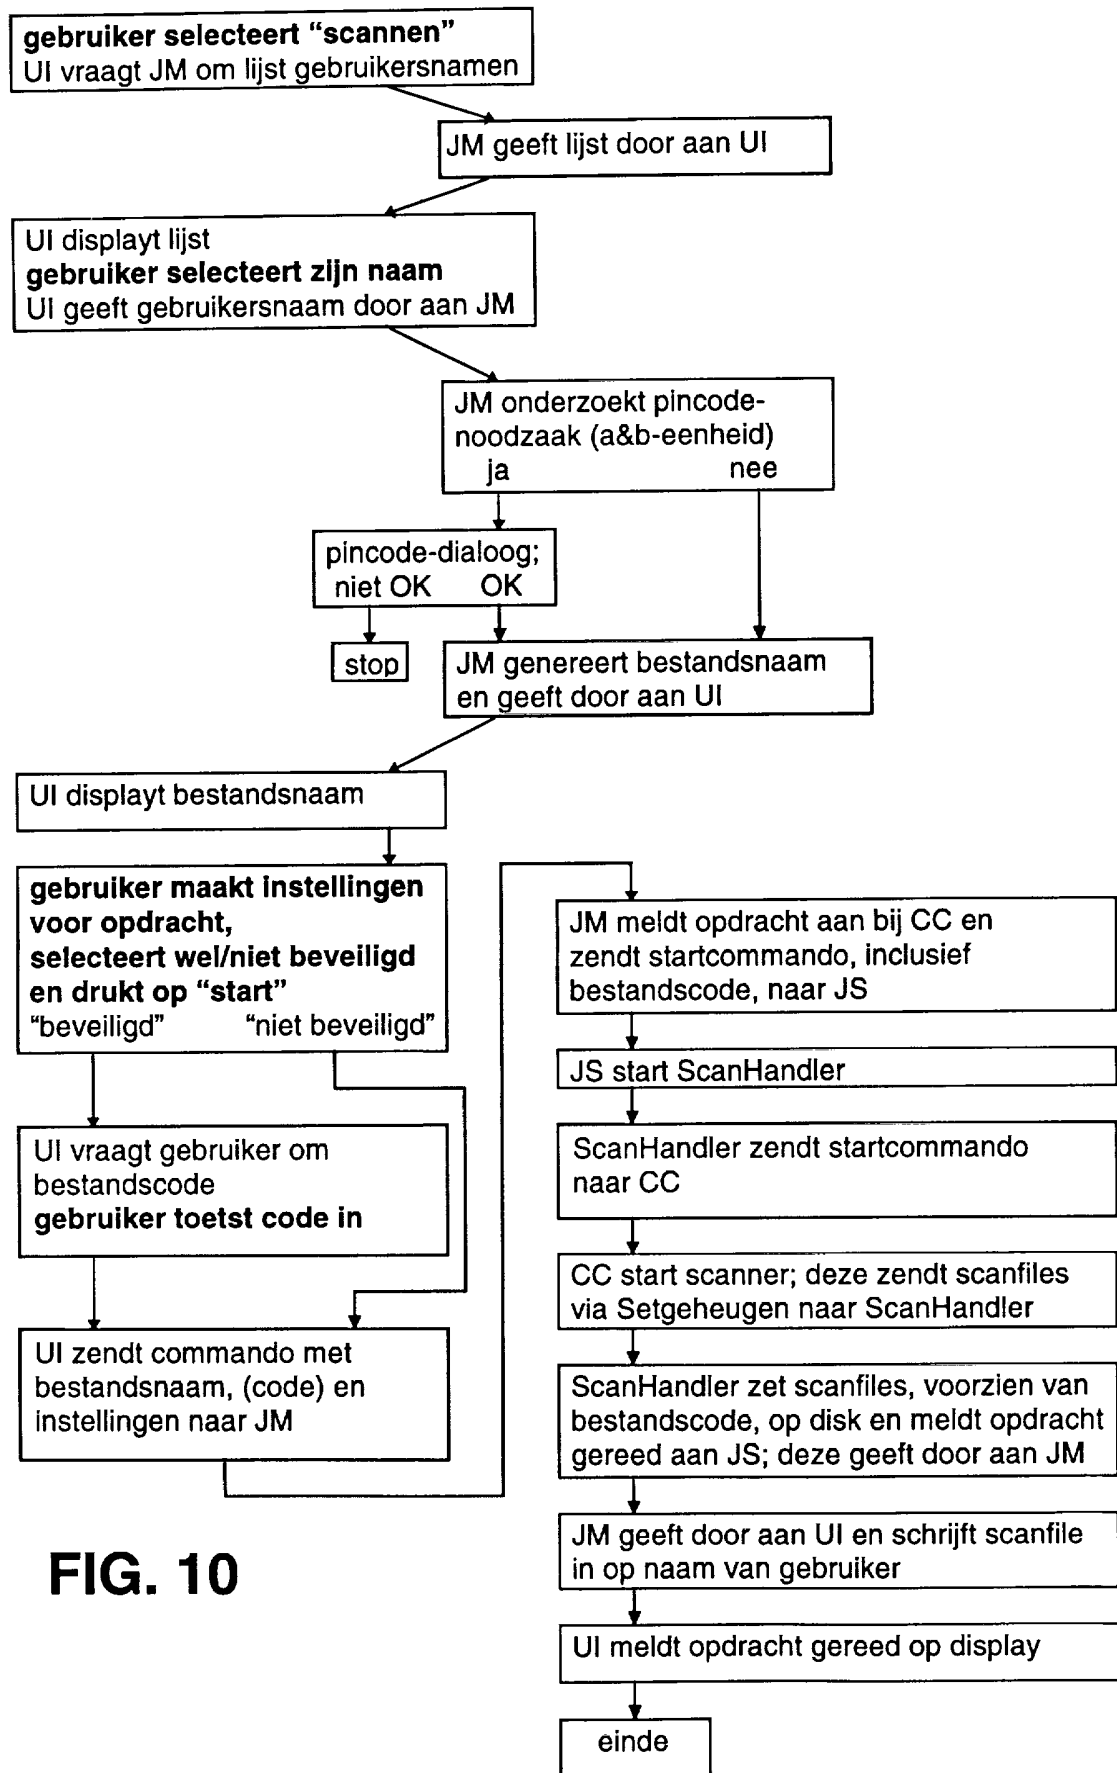 gebruiker selecteert “scannen”
UI vraagt JM om lijst gebruikersnamen
JM geeft lijst door aan UI
UI displayt lijst
gebruiker selecteert zijn naam
UI geeft gebruikersnaam door aan JM
JM onderzoekt pincode-
noodzaak (a&b-eenheid)
ja nee
pincode-dialoog;
niet OK OK
stop
JM genereert bestandsnaam
en geeft door aan UI
UI displayt bestandsnaam
gebruiker maakt instellingen
voor opdracht,
selecteert wel/niet beveiligd
en drukt op “start”
“beveiligd” “niet beveiligd”
UI vraagt gebruiker om
bestandscode
gebruiker toetst code in
UI zendt commando met
bestandsnaam, (code) en
instellingen naar JM
JM meldt opdracht aan bij CC en
zendt startcommando, inclusief
bestandscode, naar JS
JS start ScanHandler
ScanHandler zendt startcommando
naar CC
CC start scanner; deze zendt scanfiles
via Setgeheugen naar ScanHandler
ScanHandler zet scanfiles, voorzien van
bestandscode, op disk en meldt opdracht
gereed aan JS; deze geeft door aan JM
JM geeft door aan UI en schrijft scanfile
in op naam van gebruiker
UI meldt opdracht gereed op display
einde
FIG. 10